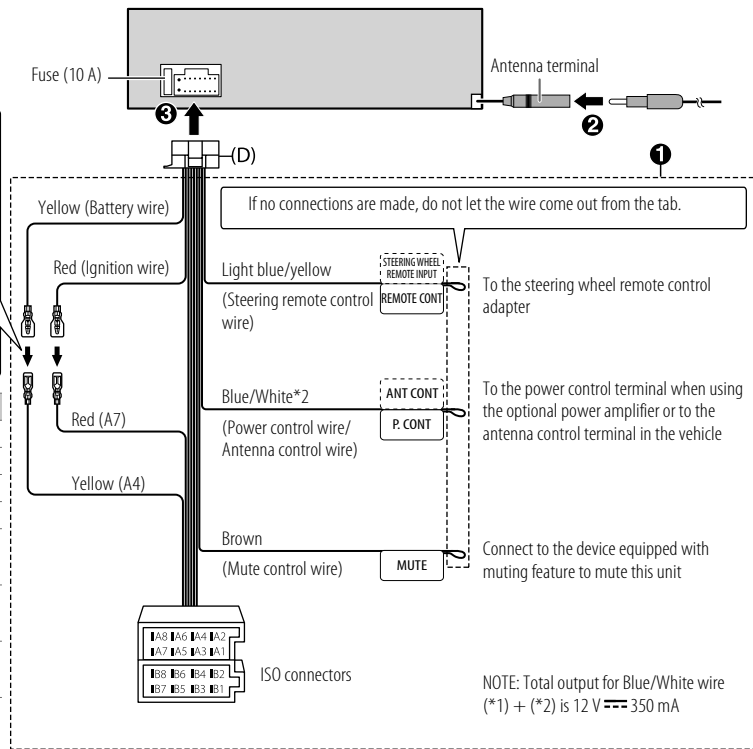 Fuse (10 A)
Antenna terminal
❸
❷
(D)
❶
Yellow (Battery wire)
If no connections are made, do not let the wire come out from the tab.
Red (Ignition wire)
Light blue/yellow
(Steering remote control
wire)
STEERING WHEEL
REMOTE INPUT
REMOTE CONT
To the steering wheel remote control
adapter
Blue/White*2
(Power control wire/
Antenna control wire)
ANT CONT
P. CONT
To the power control terminal when using
the optional power amplifier or to the
antenna control terminal in the vehicle
Red (A7)
Yellow (A4)
Brown
(Mute control wire)
MUTE
Connect to the device equipped with
muting feature to mute this unit
A8 A6 A4 A2
A7 A5 A3 A1
B8 B6 B4 B2
B7 B5 B3 B1
ISO connectors
NOTE: Total output for Blue/White wire
(*1) + (*2) is 12 V ⎓ 350 mA